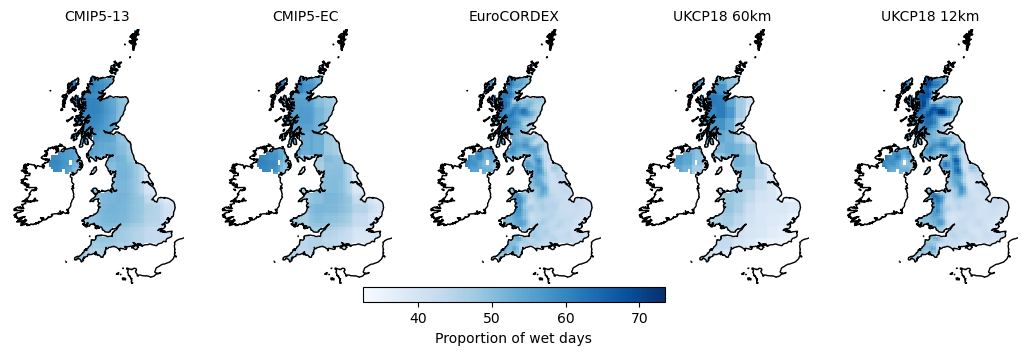 CMIP5-13 CMIP5-EC EuroCORDEX UKCP18 60km UKCP18 12km
40 50 60 70
Proportion of wet days